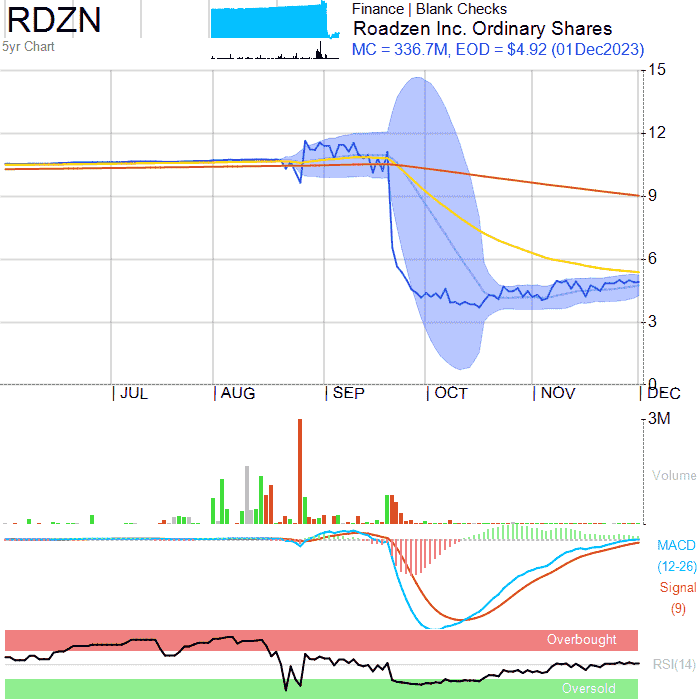 RDZN
5yr Chart
Finance | Blank Checks
Roadzen Inc. Ordinary Shares
MC = 336.7M, EOD = $4.92 (01Dec2023)
15
12
9
6
3
0
JUL
AUG
SEP
OCT
NOV
DEC
3M
Volume
MACD
(12-26)
Signal
(9)
Overbought
RSI(14)
Oversold